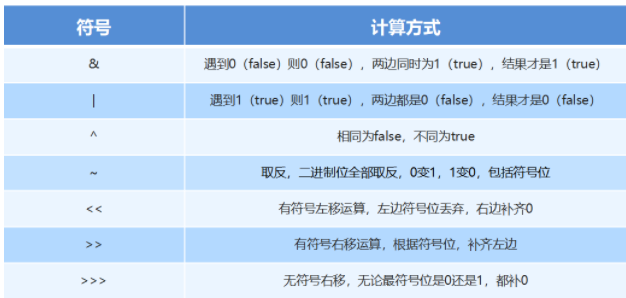 符号 计算方式
& 遇到0（false）则0（false），两边同时为1（true），结果才是1（true）
| 遇到1（true）则1（true），两边都是0（false），结果才是0（false）
^ 相同为false，不同为true
~ 取反，二进制位全部取反，0变1，1变0，包括符号位
<< 有符号左移运算，左边符号位丢弃，右边补齐0
>> 有符号右移运算，根据符号位，补齐左边
>>> 无符号右移，无论最符号位是0还是1，都补0